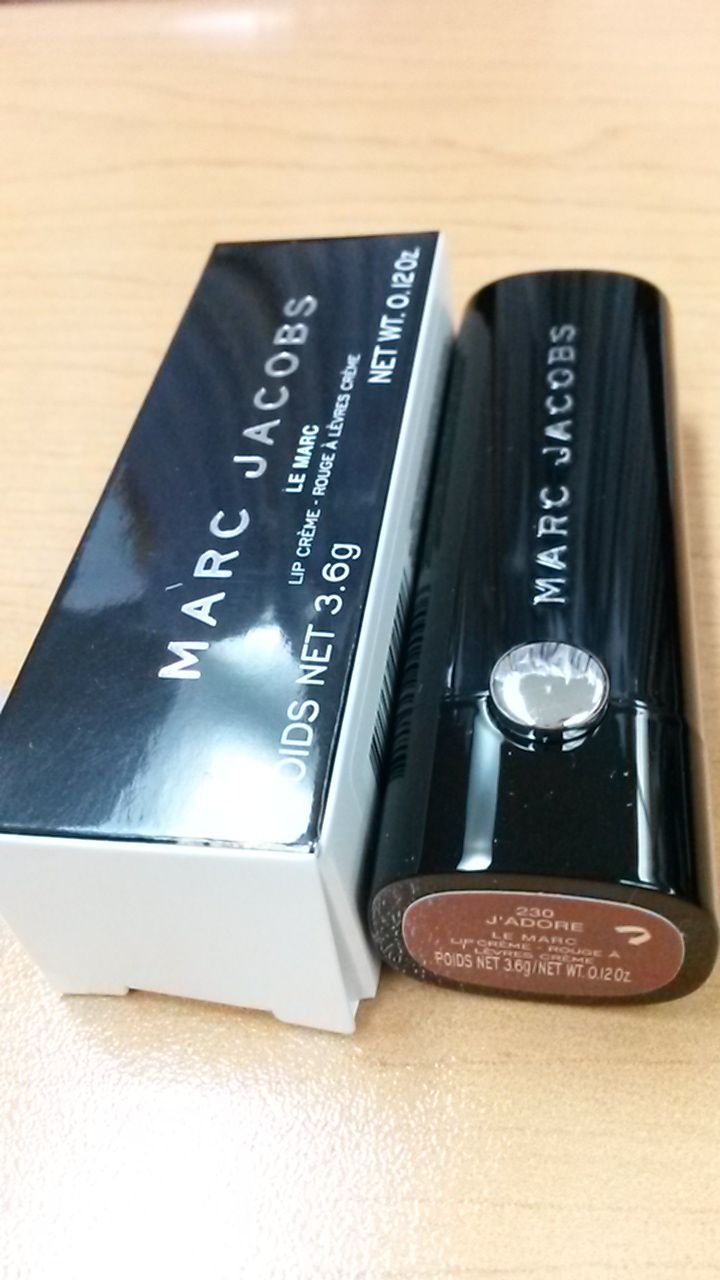 MARC JACOBS
LE MARC
LIP CRÈME - ROUGE À LÈVRES CRÈME
POIDS NET 3.6g
NET WT. 0.12 Oz.
MARC JACOBS
230
J'ADORE
LE MARC
LIP CRÈME - ROUGE À
LÈVRES CRÈME
POIDS NET 3.6g/NET WT. 0.12 Oz.